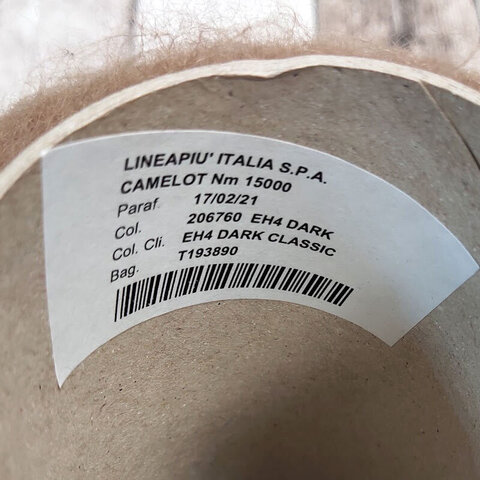 LINEAPIU' ITALIA S.P.A.
CAMELOT Nm 15000
Paraf. 17/02/21
Col. 206760 EH4 DARK
Col. Cli. EH4 DARK CLASSIC
Bag. T193890